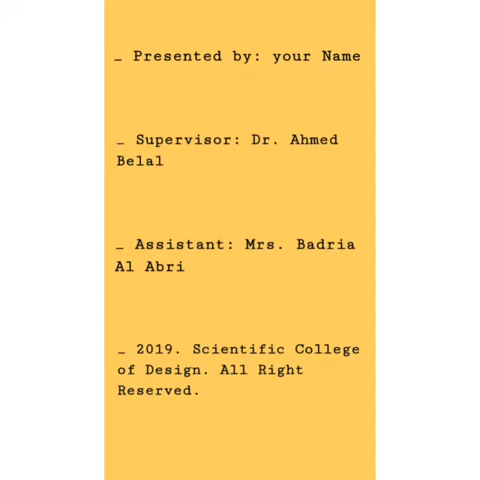 _ Presented by: your Name
_ Supervisor: Dr. Ahmed
Belal
_ Assistant: Mrs. Badria
Al Abri
_ 2019. Scientific College
of Design. All Right
Reserved.